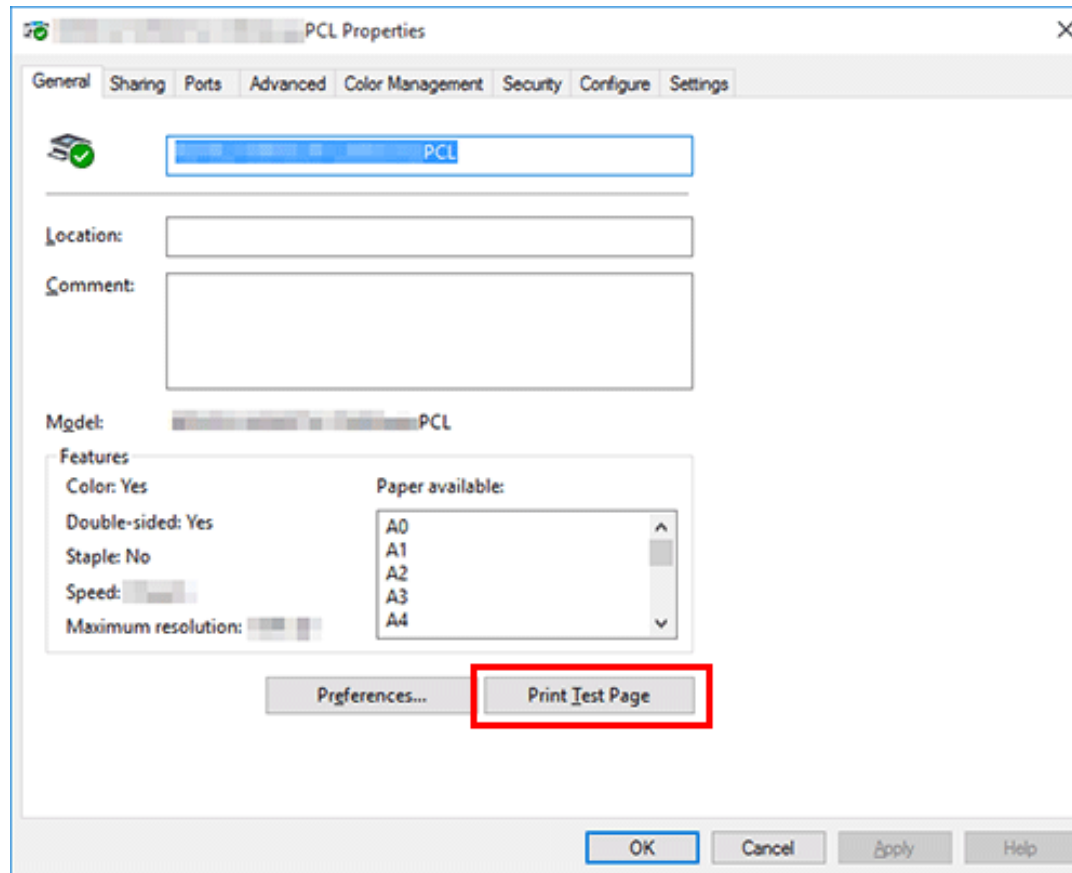 PCL Properties
General Sharing Ports Advanced Color Management Security Configure Settings
PCL
Location:
Comment:
Model: PCL
Features
Color: Yes
Double-sided: Yes
Staple: No
Speed:
Maximum resolution:
Paper available:
A0
A1
A2
A3
A4
Preferences... Print Test Page
OK Cancel Apply Help